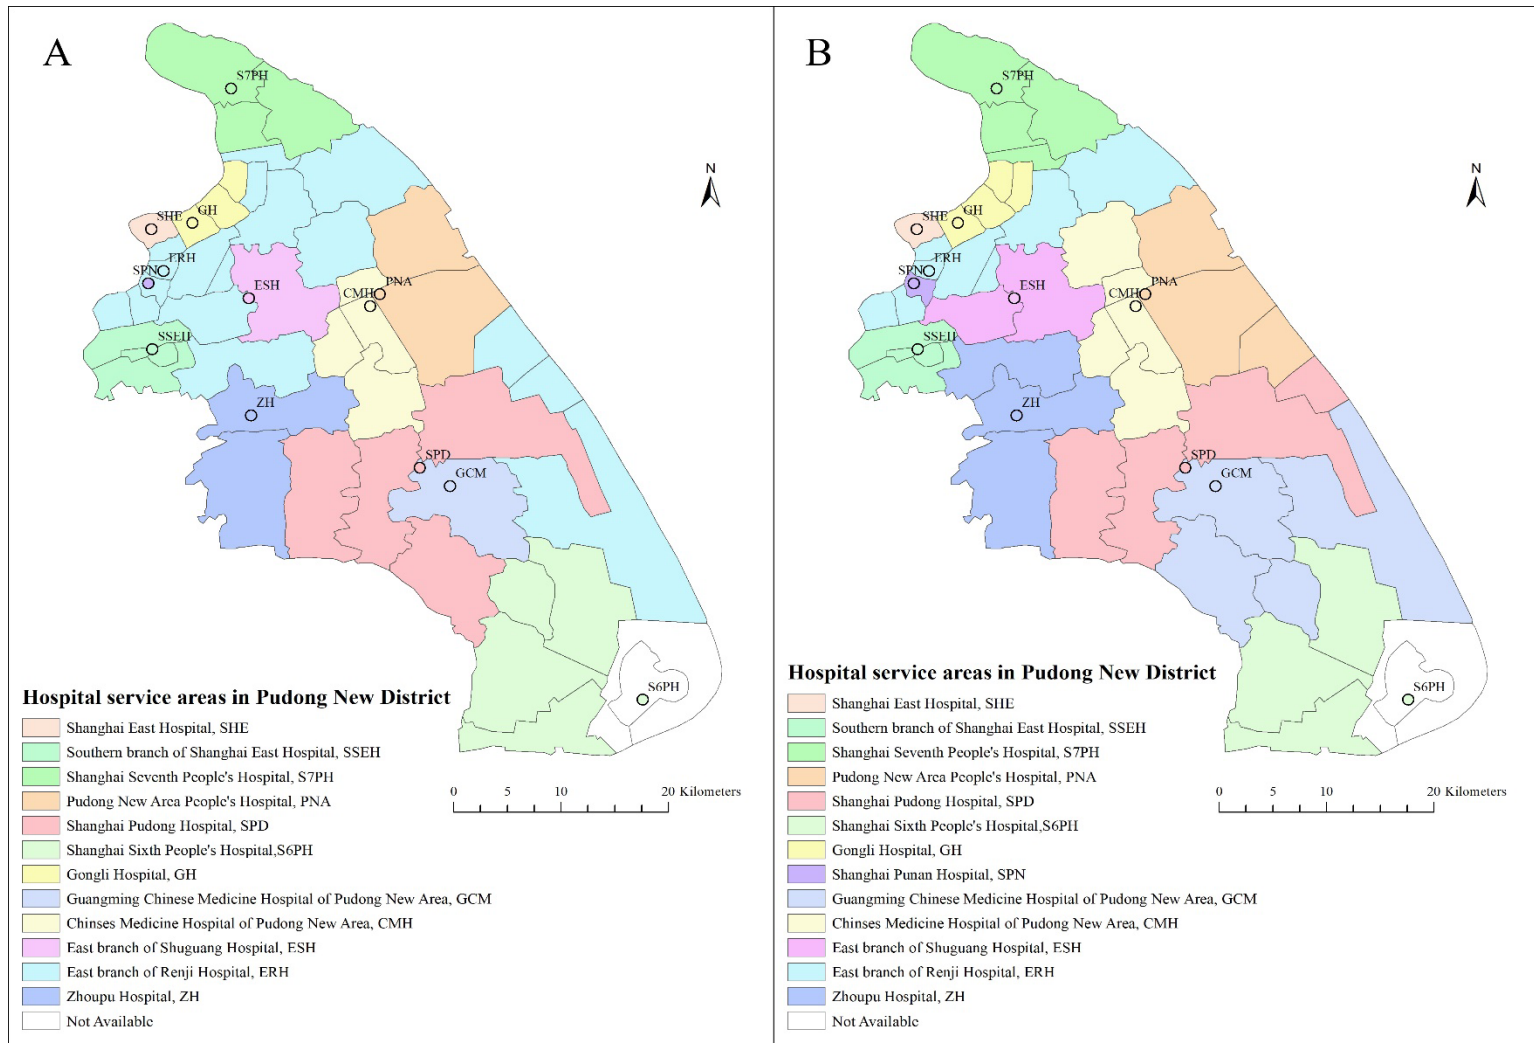 A
S7PH
N
SHE
GH
ERH
SPN
ESH
PNA
CMH
SSEH
ZH
SPD
GCM
S6PH
Hospital service areas in Pudong New District
Shanghai East Hospital, SHE
Southern branch of Shanghai East Hospital, SSEH
Shanghai Seventh People's Hospital, S7PH
Pudong New Area People's Hospital, PNA
Shanghai Pudong Hospital, SPD
Shanghai Sixth People's Hospital,S6PH
Gongli Hospital, GH
Guangming Chinese Medicine Hospital of Pudong New Area, GCM
Chinses Medicine Hospital of Pudong New Area, CMH
East branch of Shuguang Hospital, ESH
East branch of Renji Hospital, ERH
Zhoupu Hospital, ZH
Not Available
0 5 10 20 Kilometers
B
S7PH
N
SHE
GH
ERH
SPN
ESH
PNA
CMH
SSEH
ZH
SPD
GCM
S6PH
Hospital service areas in Pudong New District
Shanghai East Hospital, SHE
Southern branch of Shanghai East Hospital, SSEH
Shanghai Seventh People's Hospital, S7PH
Pudong New Area People's Hospital, PNA
Shanghai Pudong Hospital, SPD
Shanghai Sixth People's Hospital,S6PH
Gongli Hospital, GH
Shanghai Punan Hospital, SPN
Guangming Chinese Medicine Hospital of Pudong New Area, GCM
Chinses Medicine Hospital of Pudong New Area, CMH
East branch of Shuguang Hospital, ESH
East branch of Renji Hospital, ERH
Zhoupu Hospital, ZH
Not Available
0 5 10 20 Kilometers